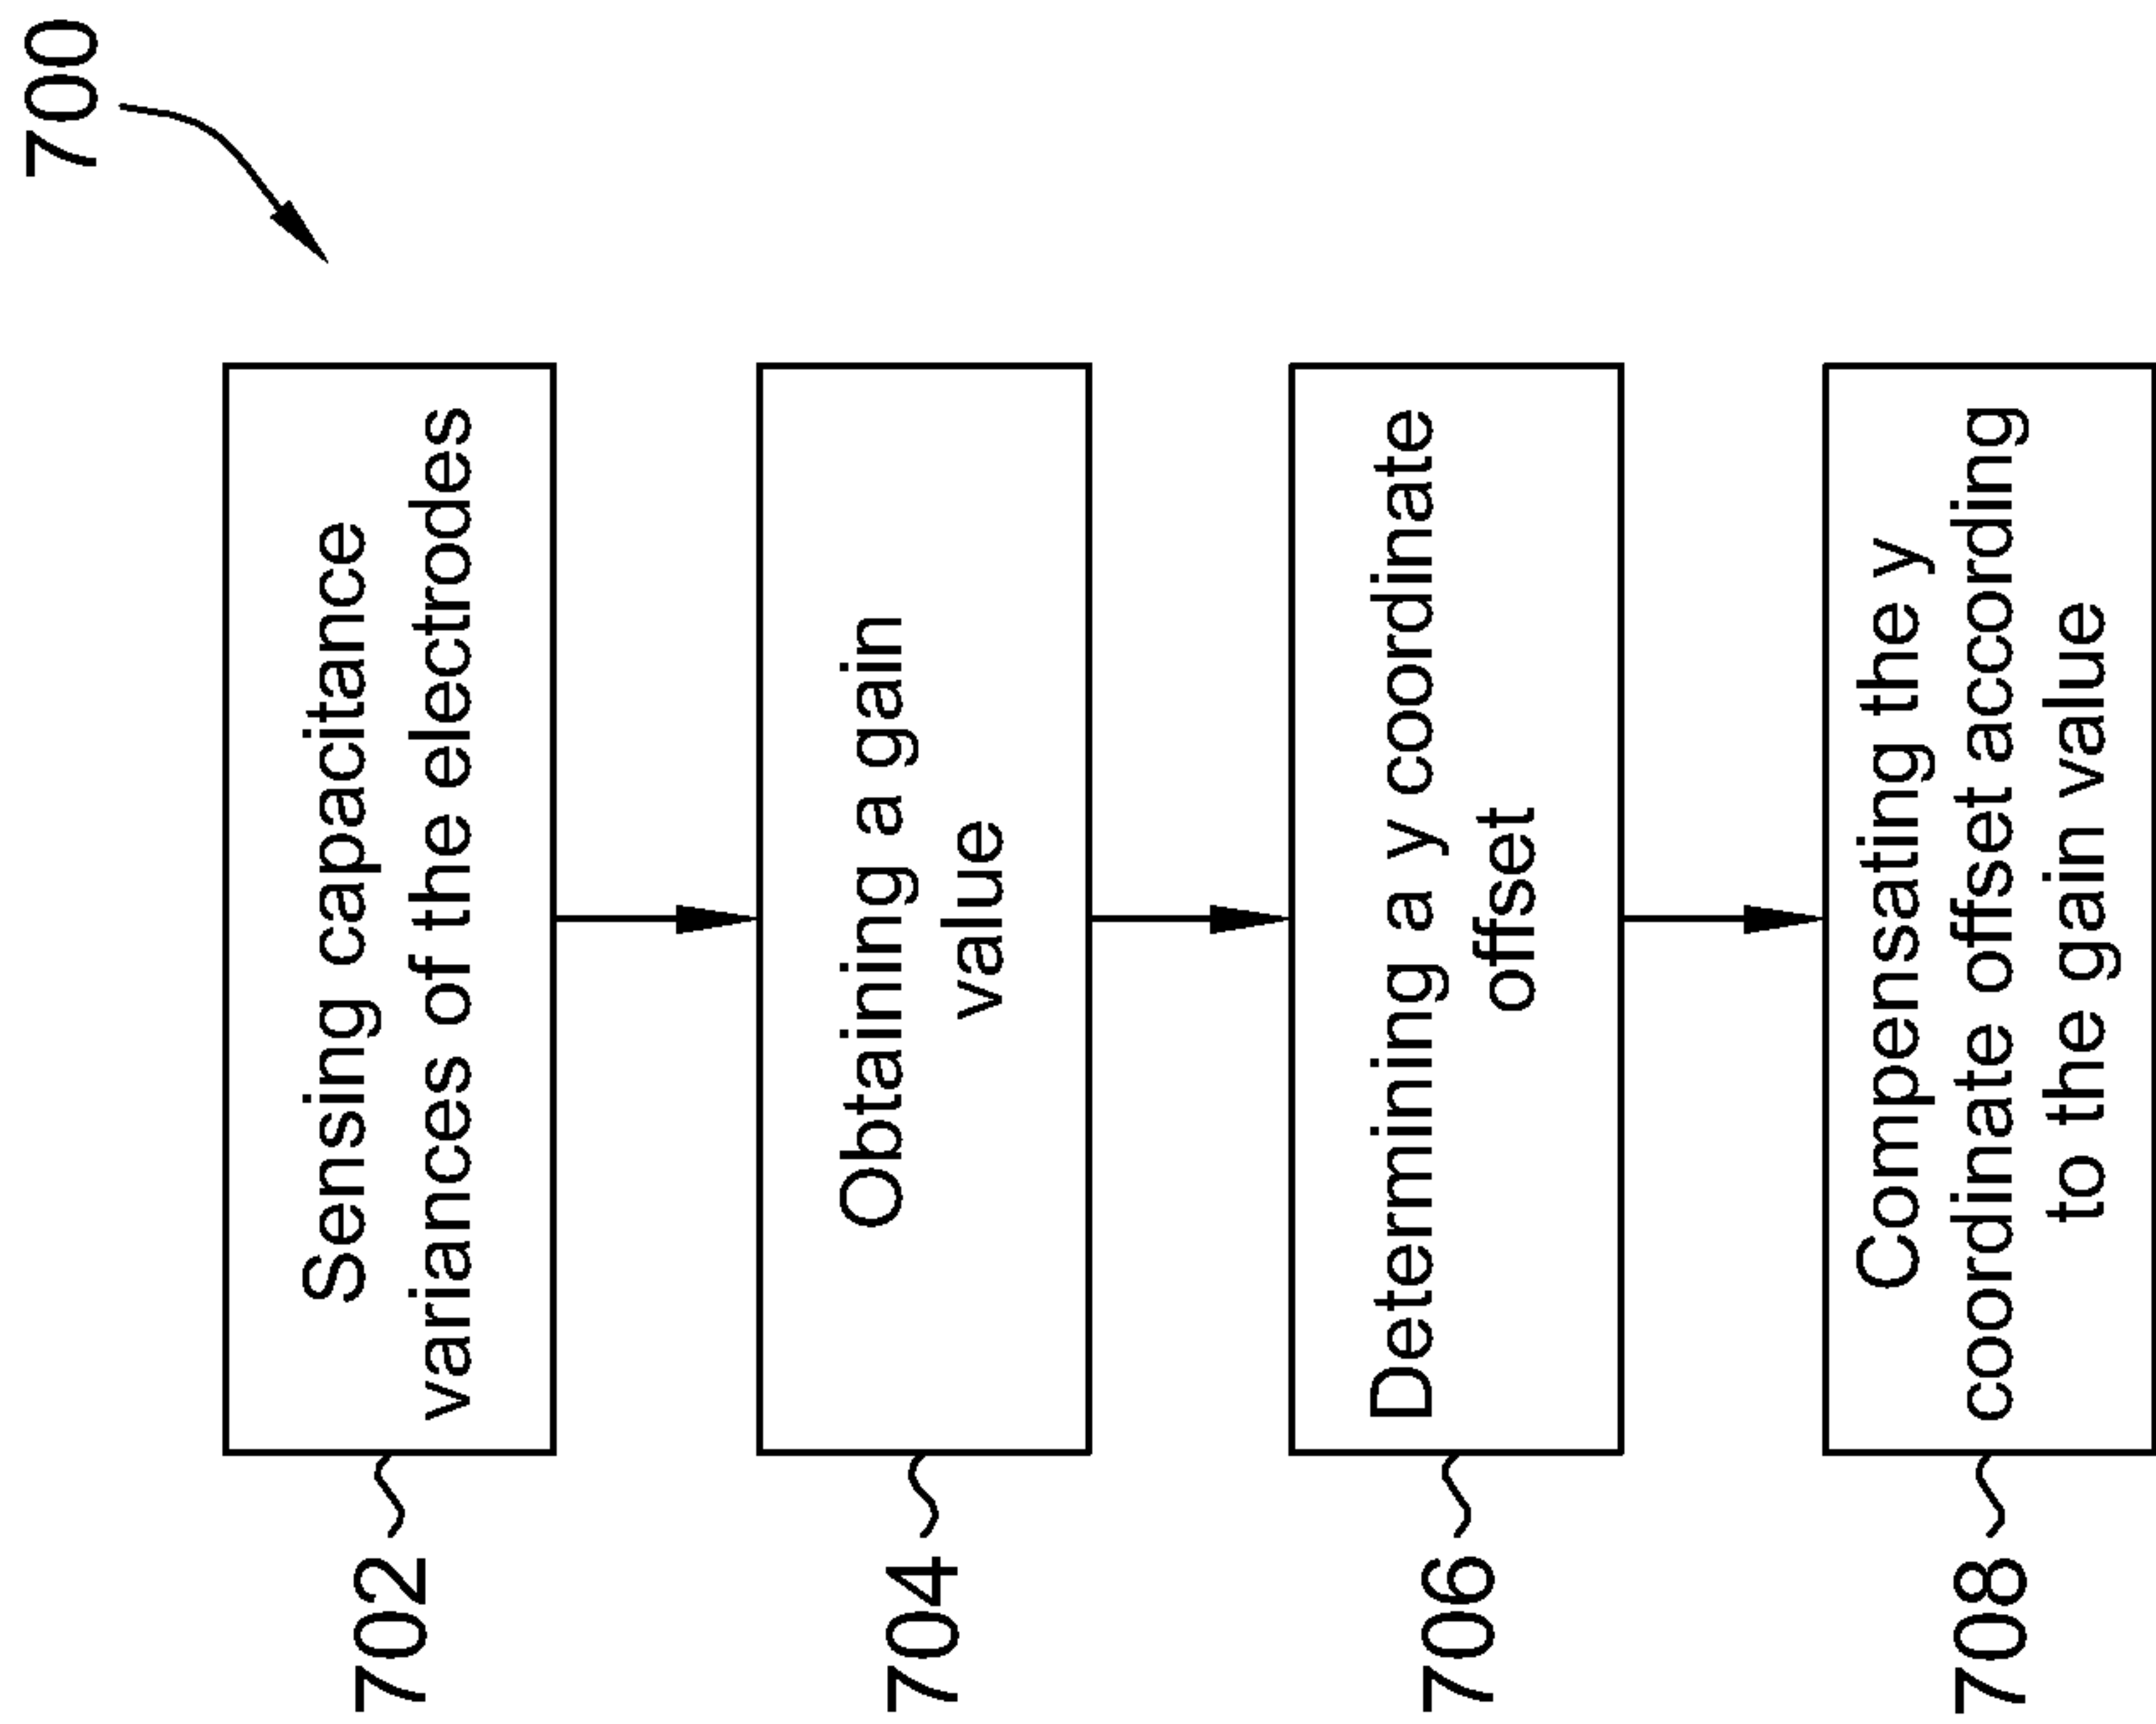 700
702
Sensing capacitance
variances of the electrodes
704
Obtaining a gain
value
706
Determining a y coordinate
offset
708
Compensating the y
coordinate offset according
to the gain value